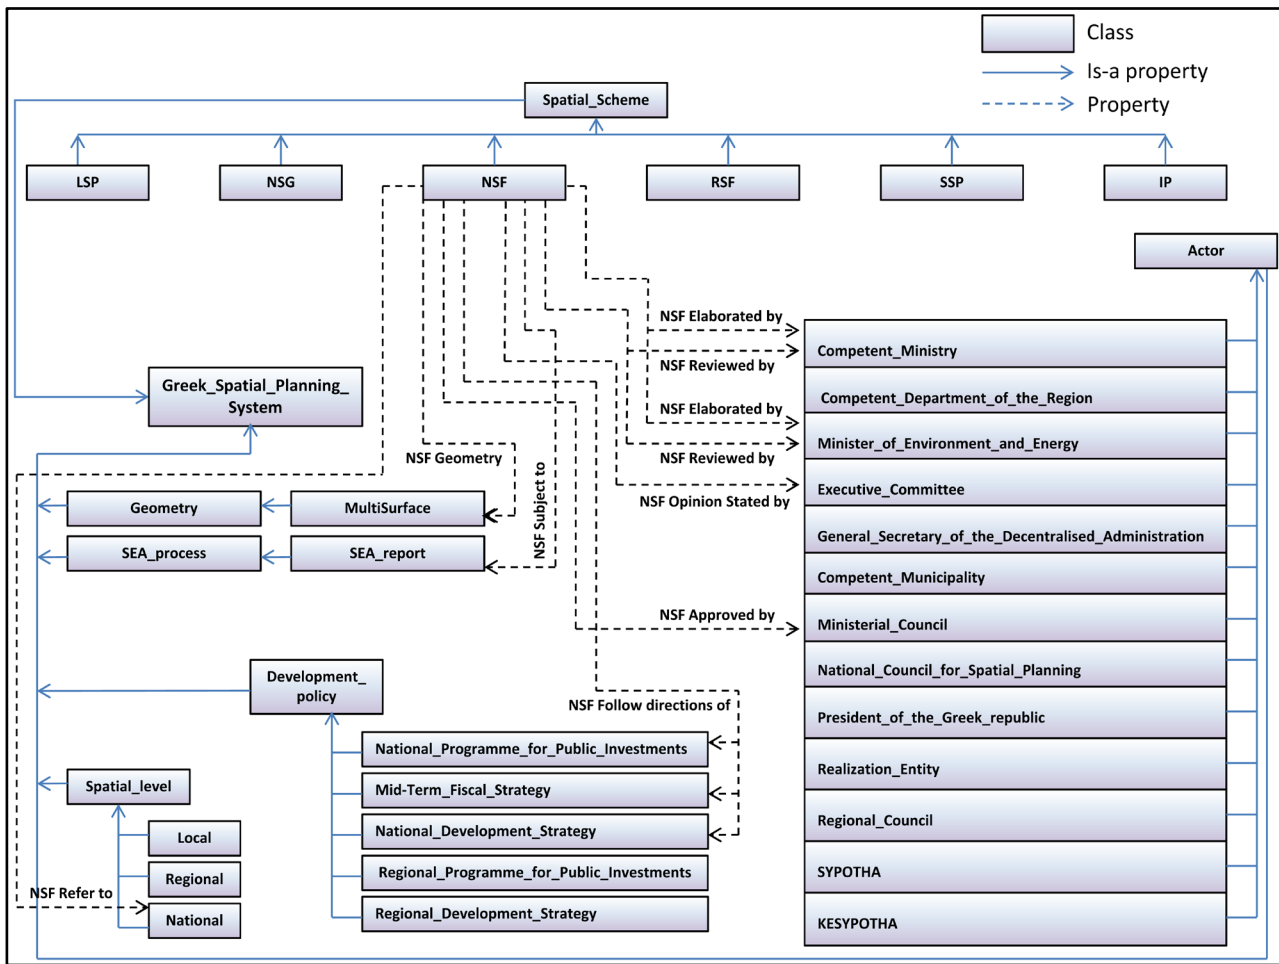 Class
Is-a property
Property
Spatial_Scheme
LSP
NSG
NSF
RSF
SSP
IP
Actor
NSF Elaborated by
Competent_Ministry
NSF Reviewed by
Greek_Spatial_Planning_
System
Competent_Department_of_the_Region
NSF Elaborated by
Minister_of_Environment_and_Energy
NSF Geometry
NSF Reviewed by
NSF Subject to
Executive_Committee
NSF Opinion Stated by
Geometry
MultiSurface
General_Secretary_of_the_Decentralised_Administration
SEA_process
SEA_report
Competent_Municipality
NSF Approved by
Ministerial_Council
National_Council_for_Spatial_Planning
Development_
policy
NSF Follow directions of
President_of_the_Greek_republic
National_Programme_for_Public_Investments
Realization_Entity
Spatial_level
Mid-Term_Fiscal_Strategy
Regional_Council
Local
National_Development_Strategy
Regional
Regional_Programme_for_Public_Investments
SYPOTHA
NSF Refer to
National
Regional_Development_Strategy
KESYPOTHA